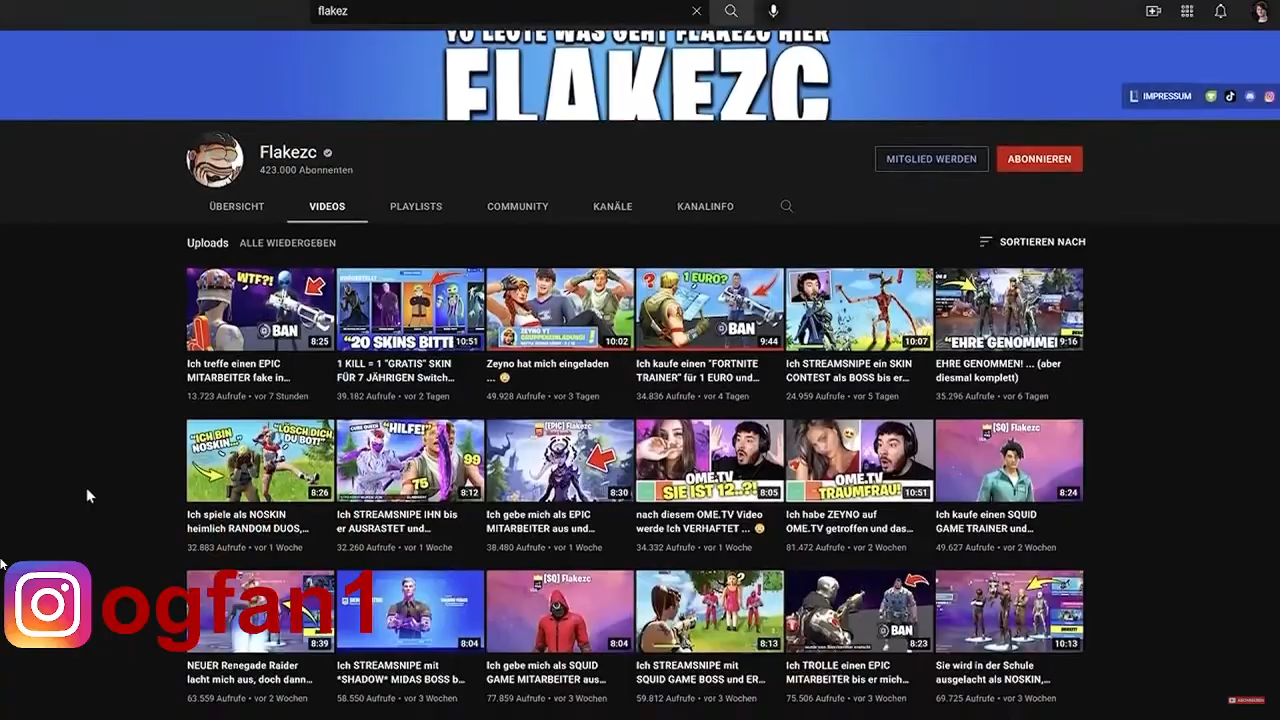 flakez
YO LEUTE WAS GEHT FLAKEZC HIER
FLAKEZC
IMPRESSUM
Flakezc
423.000 Abonnenten
MITGLIED WERDEN
ABONNIEREN
ÜBERSICHT
VIDEOS
PLAYLISTS
COMMUNITY
KANÄLE
KANALINFO
Uploads
ALLE WIEDERGEBEN
SORTIEREN NACH
WTF?!
BAN
8:25
"20 SKINS BITTE
10:51
ZEYNO YT
GRUPPENEINLADUNG!
10:02
1 EURO?
BAN
9:44
10:07
"EHRE GENOMME!
9:16
Ich treffe einen EPIC
MITARBEITER fake in...
13.723 Aufrufe • vor 7 Stunden
1 KILL = 1 "GRATIS" SKIN
FÜR 7 JÄHRIGEN Switch...
39.182 Aufrufe • vor 2 Tagen
Zeyno hat mich eingeladen
... 😳
49.928 Aufrufe • vor 3 Tagen
Ich kaufe einen "FORTNITE
TRAINER" für 1 EURO und...
34.836 Aufrufe • vor 4 Tagen
Ich STREAMSNIPE ein SKIN
CONTEST als BOSS bis er...
24.959 Aufrufe • vor 5 Tagen
EHRE GENOMMEN! ... (aber
diesmal komplett)
35.296 Aufrufe • vor 6 Tagen
"ICH BIN
NOSKIN..."
"LÖSCH DICH
DU BOT!"
8:26
"HILFE!"
99
75
8:12
[EPIC] Flakezc
8:30
OME.TV
SIE IST 12..?!
8:05
OME.TV
TRAUMFRAU!
10:51
[SQ] Flakezc
8:24
Ich spiele als NOSKIN
heimlich RANDOM DUOS,...
32.883 Aufrufe • vor 1 Woche
Ich STREAMSNIPE IHN bis
er AUSRASTET und...
32.260 Aufrufe • vor 1 Woche
Ich gebe mich als EPIC
MITARBEITER aus und...
38.480 Aufrufe • vor 1 Woche
nach diesem OME.TV Video
werde Ich VERHAFTET ... 😳
34.332 Aufrufe • vor 1 Woche
Ich habe ZEYNO auf
OME.TV getroffen und das...
81.472 Aufrufe • vor 2 Wochen
Ich kaufe einen SQUID
GAME TRAINER und...
49.627 Aufrufe • vor 2 Wochen
ogfan1
8:39
8:04
[SQ] Flakezc
8:04
8:13
BAN
8:23
10:13
NEUER Renegade Raider
lacht mich aus, doch dann...
63.559 Aufrufe • vor 2 Wochen
Ich STREAMSNIPE mit
*SHADOW* MIDAS BOSS b...
58.550 Aufrufe • vor 3 Wochen
Ich gebe mich als SQUID
GAME MITARBEITER aus...
77.859 Aufrufe • vor 3 Wochen
Ich STREAMSNIPE mit
SQUID GAME BOSS und ER...
59.812 Aufrufe • vor 3 Wochen
Ich TROLLE einen EPIC
MITARBEITER bis er mich...
75.506 Aufrufe • vor 3 Wochen
Sie wird in der Schule
ausgelacht als NOSKIN,...
69.725 Aufrufe • vor 3 Wochen
ABONNIEREN